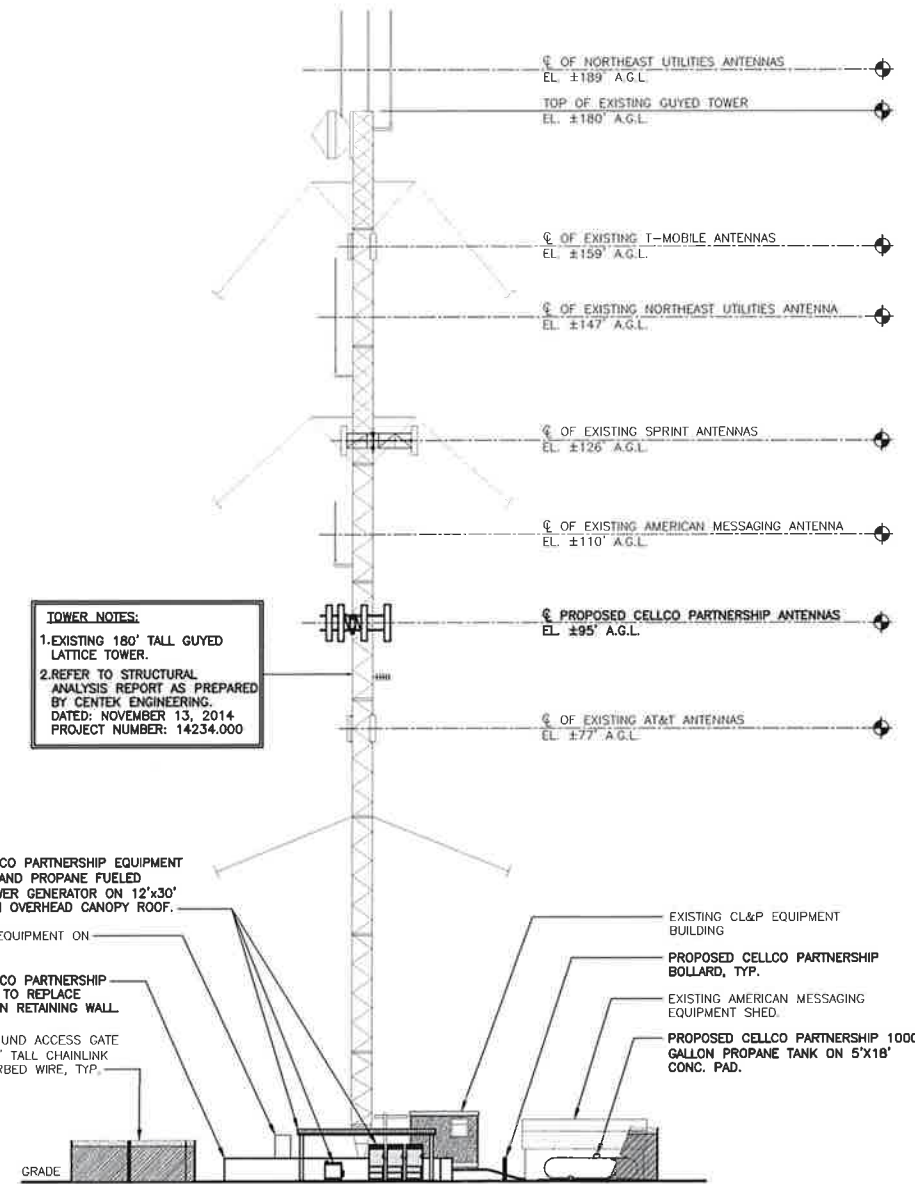 ℄ OF NORTHEAST UTILITIES ANTENNAS
EL. ±189' A.G.L.
TOP OF EXISTING GUYED TOWER
EL. ±180' A.G.L.
℄ OF EXISTING T-MOBILE ANTENNAS
EL. ±159' A.G.L.
℄ OF EXISTING NORTHEAST UTILITIES ANTENNA
EL. ±147' A.G.L.
℄ OF EXISTING SPRINT ANTENNAS
EL. ±126' A.G.L.
℄ OF EXISTING AMERICAN MESSAGING ANTENNA
EL. ±110' A.G.L.
℄ PROPOSED CELLCO PARTNERSHIP ANTENNAS
EL. ±95' A.G.L.
℄ OF EXISTING AT&T ANTENNAS
EL. ±77' A.G.L.
TOWER NOTES:
1. EXISTING 180' TALL GUYED
LATTICE TOWER.
2. REFER TO STRUCTURAL
ANALYSIS REPORT AS PREPARED
BY CENTEK ENGINEERING.
DATED: NOVEMBER 13, 2014
PROJECT NUMBER: 14234.000
CO PARTNERSHIP EQUIPMENT
AND PROPANE FUELED
WER GENERATOR ON 12'x30'
OVERHEAD CANOPY ROOF.
EQUIPMENT ON
CO PARTNERSHIP
TO REPLACE
N RETAINING WALL
UND ACCESS GATE
' TALL CHAINLINK
RBED WIRE, TYP.
GRADE
EXISTING CL&P EQUIPMENT
BUILDING
PROPOSED CELLCO PARTNERSHIP
BOLLARD, TYP.
EXISTING AMERICAN MESSAGING
EQUIPMENT SHED.
PROPOSED CELLCO PARTNERSHIP 1000
GALLON PROPANE TANK ON 5'X18'
CONC. PAD.